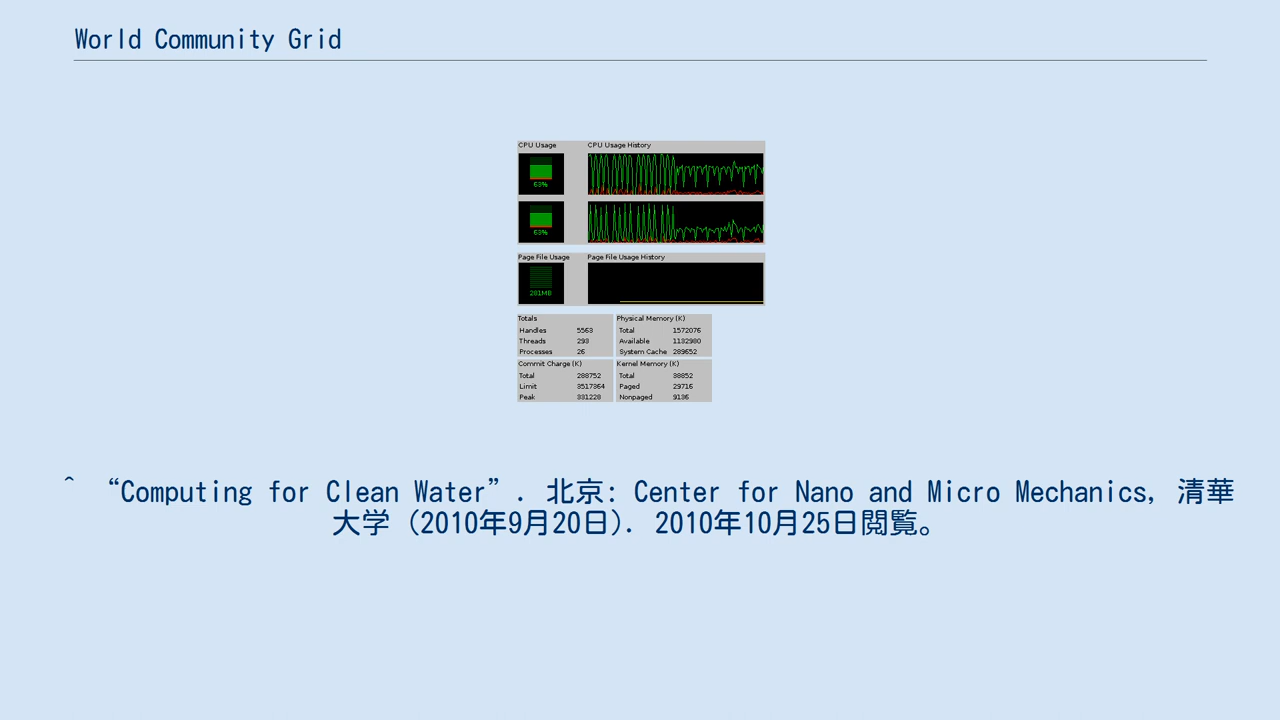 World Community Grid
CPU Usage
CPU Usage History
53%
53%
Page File Usage
Page File Usage History
281MB
Totals
Handles 5563
Threads 293
Processes 26
Physical Memory (K)
Total 1572076
Available 1132980
System Cache 289652
Commit Charge (K)
Total 288752
Limit 3517364
Peak 331228
Kernel Memory (K)
Total 38852
Paged 29716
Nonpaged 9136
^ “Computing for Clean Water”. 北京: Center for Nano and Micro Mechanics, 清華
大学 (2010年9月20日). 2010年10月25日閲覧。